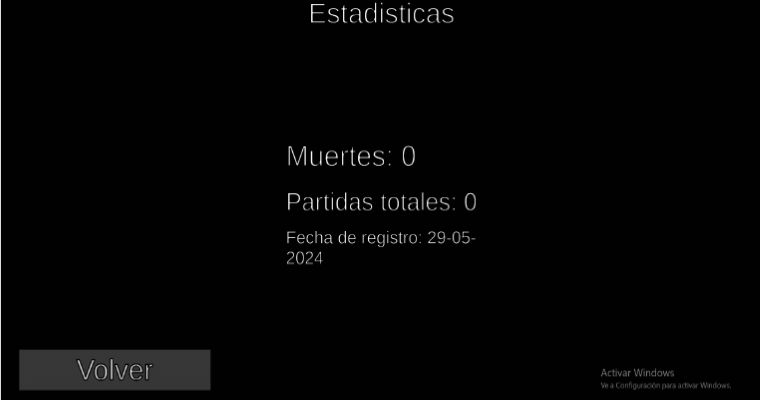 Estadisticas
Muertes: 0
Partidas totales: 0
Fecha de registro: 29-05-
2024
Volver
Activar Windows
Ve a Configuración para activar Windows.